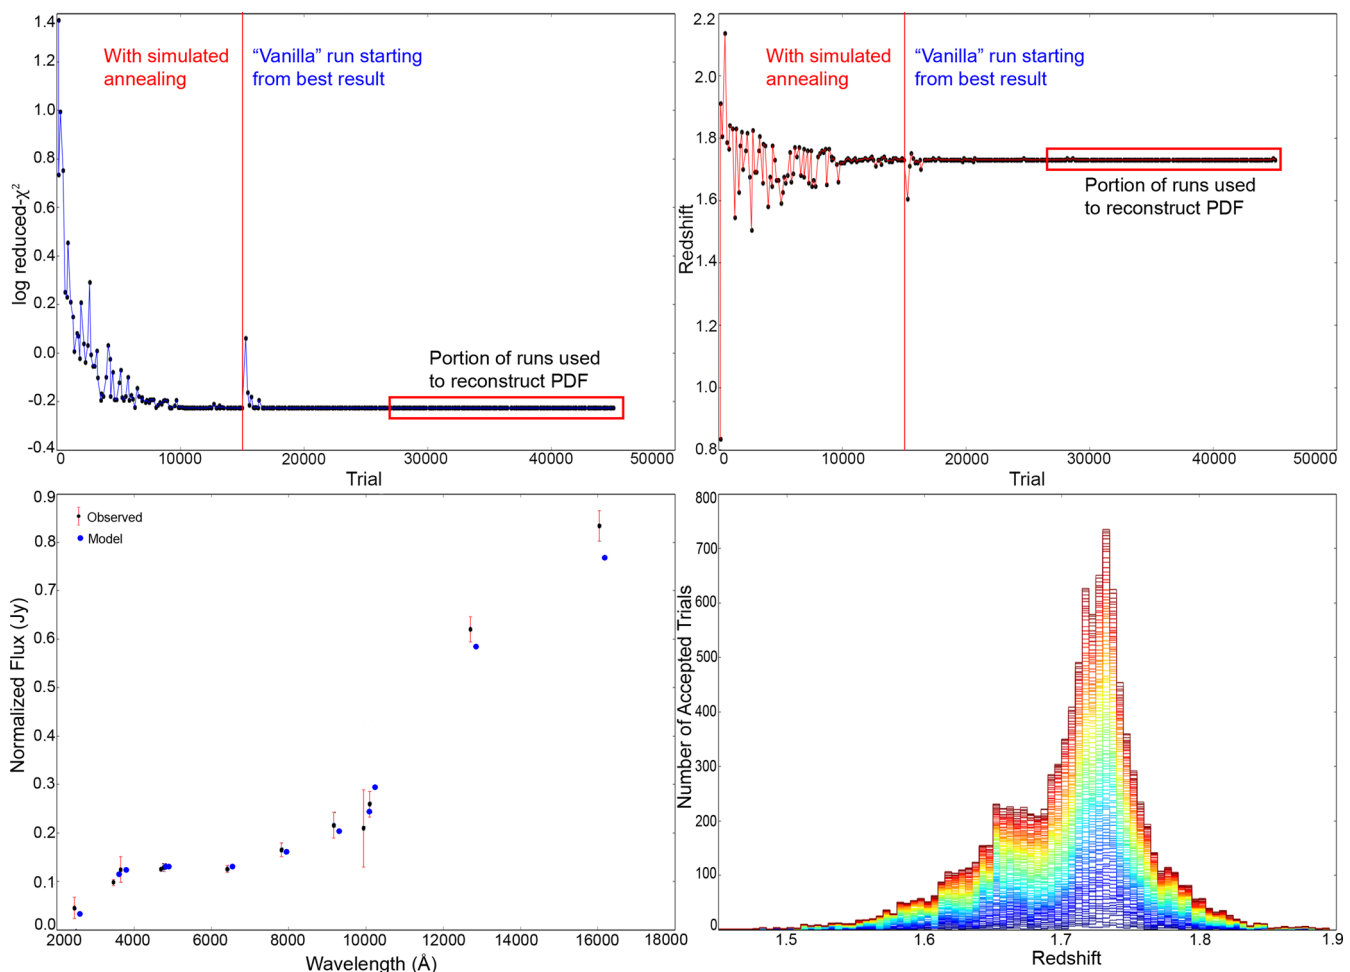 1.4
1.2
1.0
0.8
1.4
0.6
0.4
0.2
0.0
-0.2
-0.4
log reduced-χ²
With simulated
annealing
“Vanilla” run starting
from best result
Portion of runs used
to reconstruct PDF
0
10000
20000
30000
40000
50000
Trial
2.2
2.0
1.8
1.6
1.4
1.2
1.0
0.8
Redshift
With simulated
annealing
“Vanilla” run starting
from best result
Portion of runs used
to reconstruct PDF
0
10000
20000
30000
40000
50000
Trial
0.9
0.8
0.7
0.6
0.5
0.4
0.3
0.2
0.1
0.0
Normalized Flux (Jy)
Observed
Model
2000
4000
6000
8000
10000
12000
14000
16000
18000
Wavelength (Å)
800
700
600
500
400
300
200
100
0
Number of Accepted Trials
1.5
1.6
1.7
1.8
1.9
Redshift